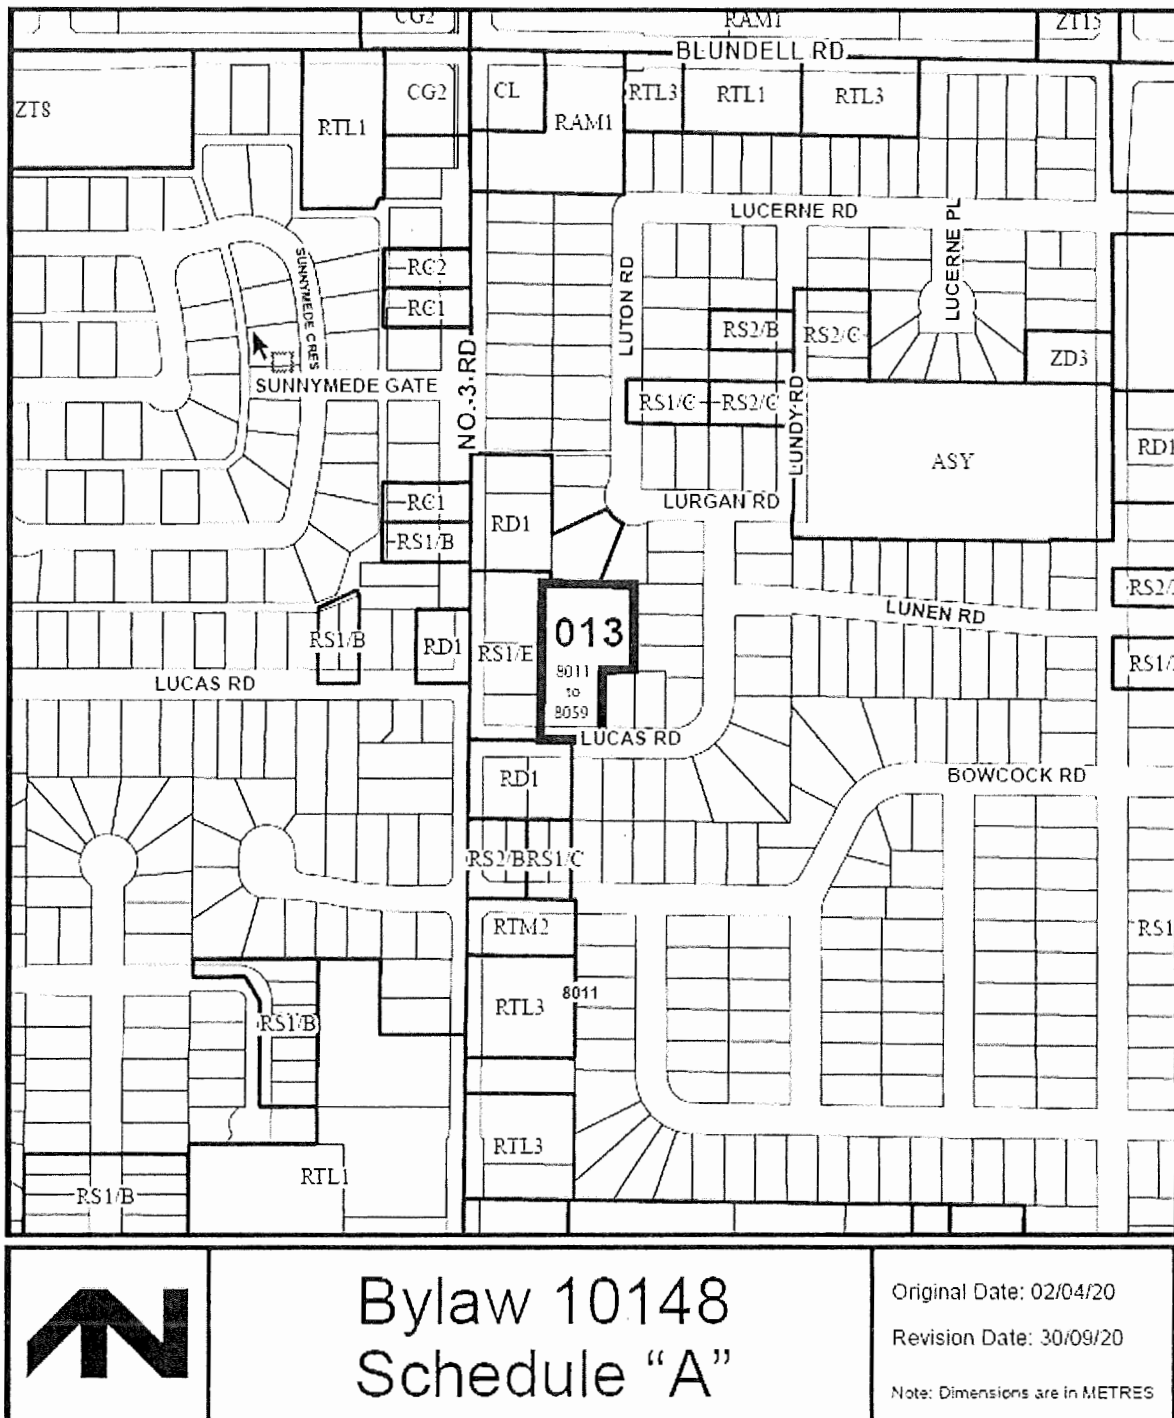 CG2
RAM1
ZT15
BLUNDELL RD
ZT8
RTL1
CG2
CL
RAM1
RTL3
RTL1
RTL3
LUCERNE RD
LUCERNE PL
SUNNYMEDE CRES
RC2
RC1
NO. 3 RD
LUTON RD
RS2/B
RS2/C
ZD3
SUNNYMEDE GATE
RS1/C
RS2/C
LUNDY RD
ASY
RD1
RC1
RS1/B
RD1
LURGAN RD
RS2/
LUNEN RD
RS1/B
RD1
RS1/E
013
8011
to
8059
RS1/
LUCAS RD
LUCAS RD
RD1
BOWCOCK RD
RS2/B
RS1/C
RTM2
RS1
RTL3
8011
RS1/B
RTL3
RTL1
RS1/B
Bylaw 10148
Schedule “A”
Original Date: 02/04/20
Revision Date: 30/09/20
Note: Dimensions are in METRES